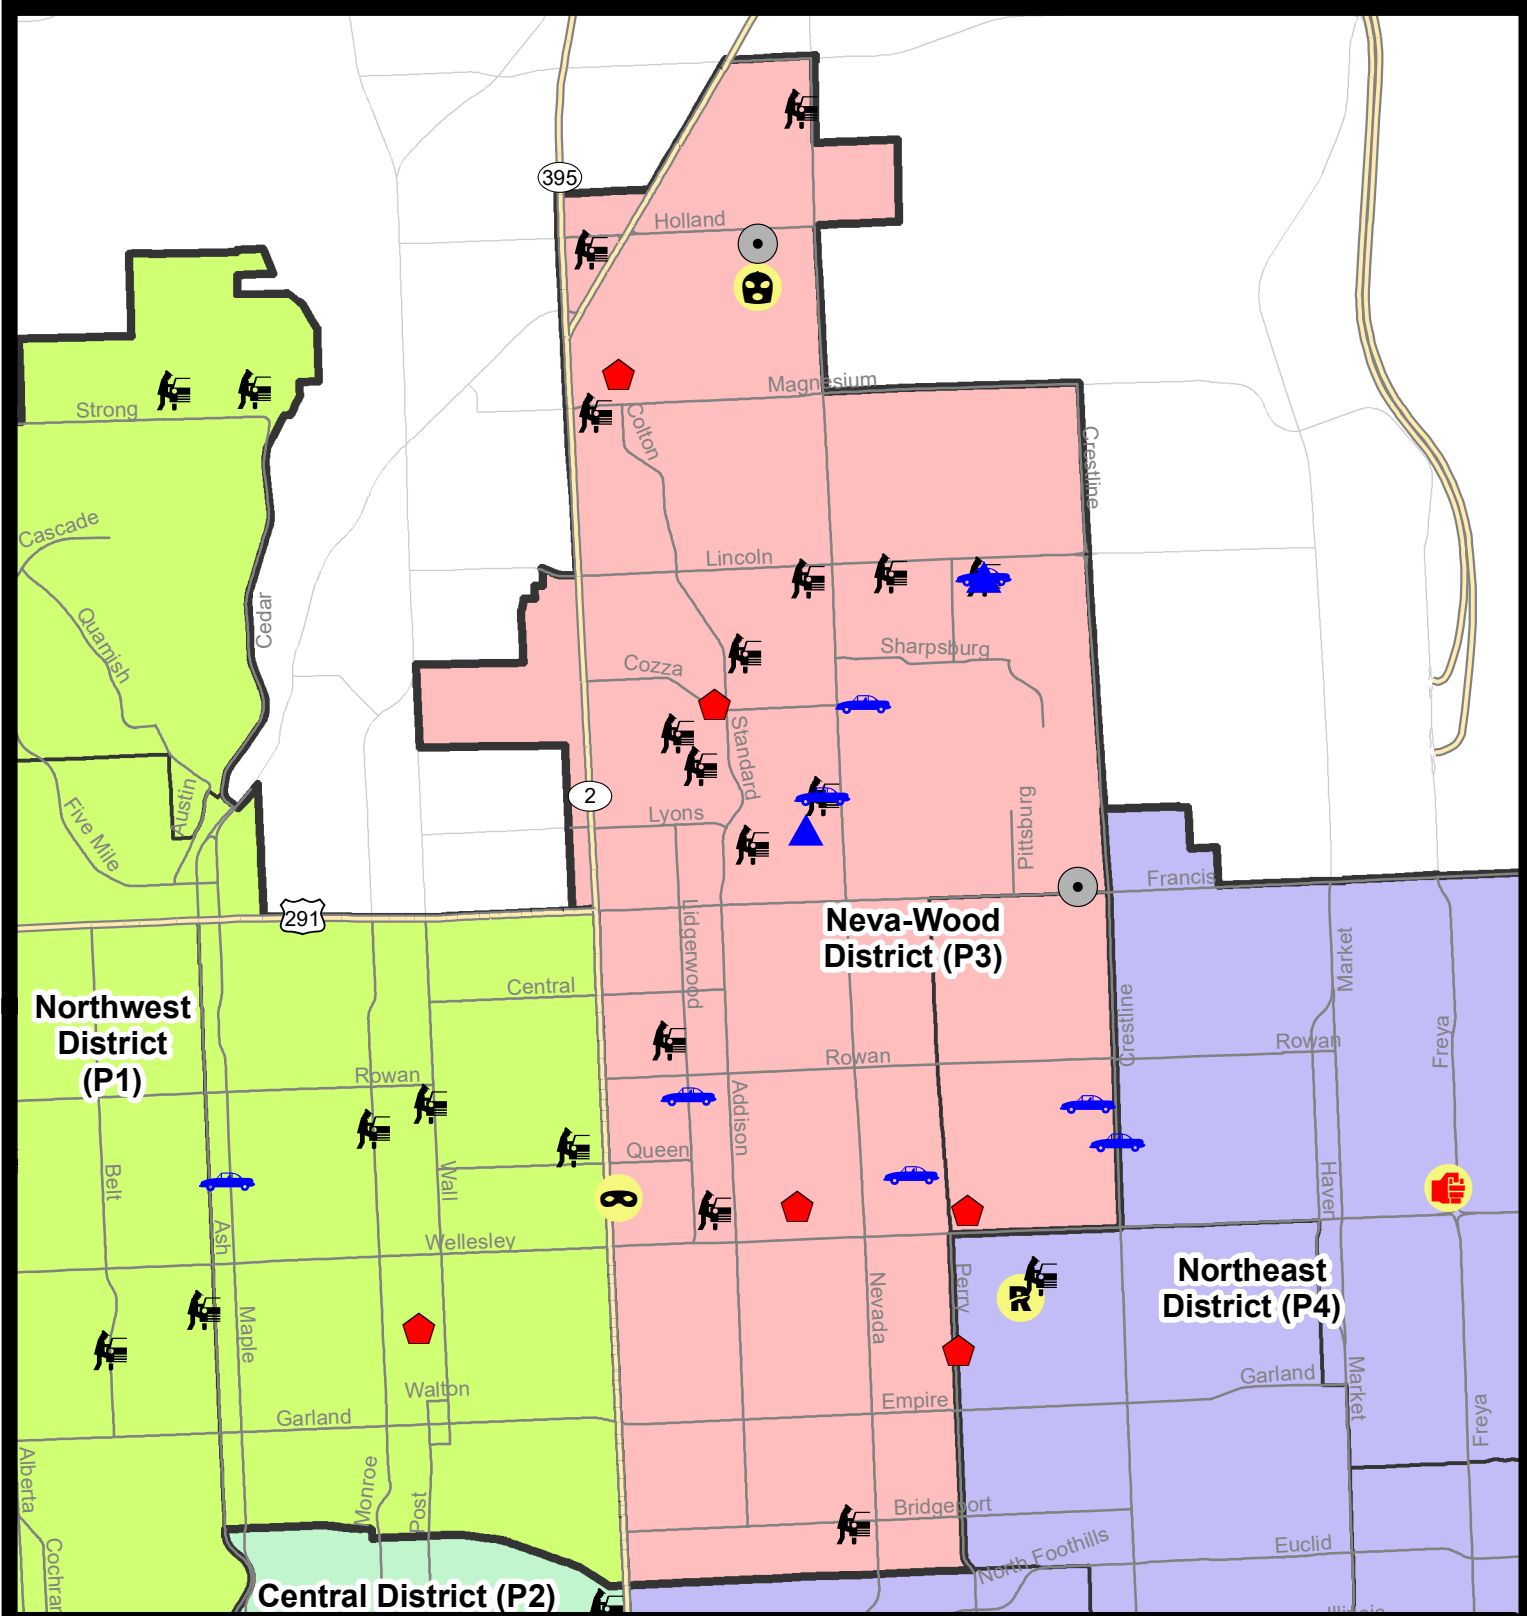 395
Holland
Magnesium
Strong
Colton
Crestline
Cascade
Lincoln
Quamish
Cedar
Sharpsburg
Cozza
Standard
2
Austin
Five Mile
Lyons
Pittsburg
Francis
291
Neva-Wood
District (P3)
Lidgerwood
Market
Central
Northwest
District
(P1)
Crestline
Freya
Rowan
Rowan
Rowan
Addison
Queen
Belt
Wall
Haven
Ash
Wellesley
Northeast
District (P4)
Perry
Nevada
Maple
Walton
Garland
Market
Empire
Garland
Freya
Alberta
Monroe
Post
Bridgeport
Cochran
North Foothills
Euclid
Central District (P2)